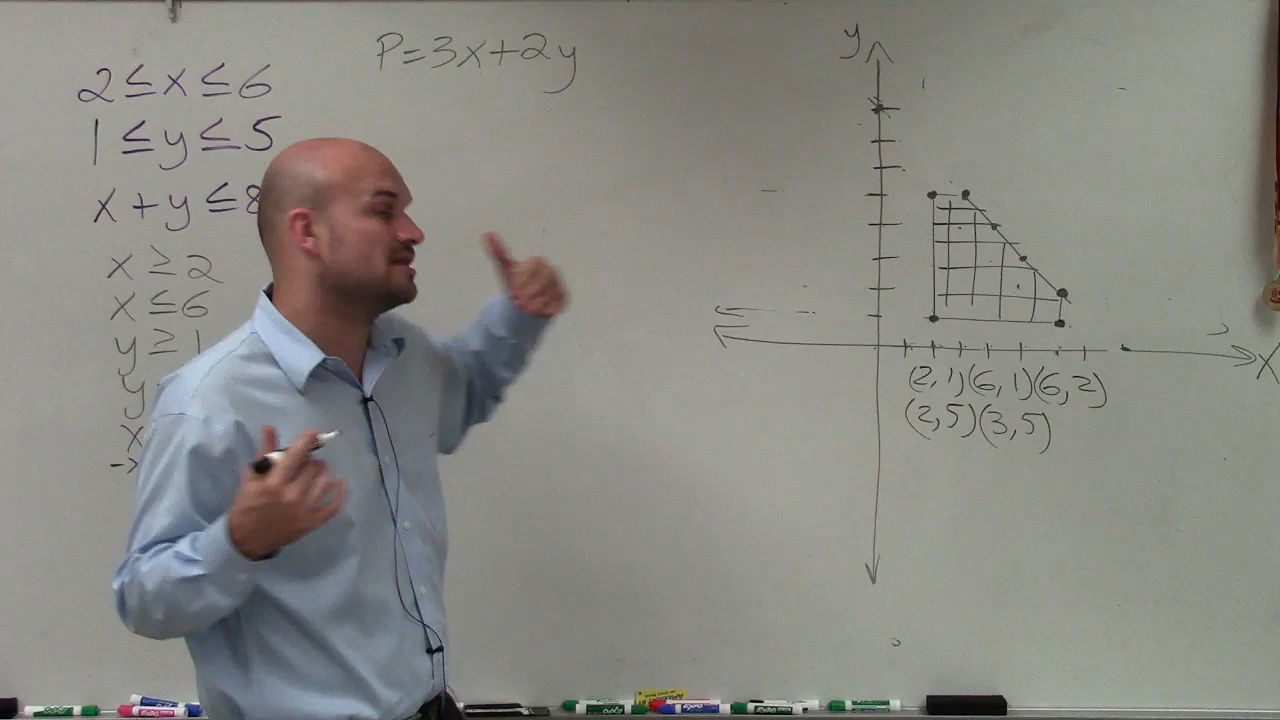 P=3x+2y
2≤x≤6
1≤y≤5
x+y≤8
x≥2
x≤6
y≥1
y
x
→
y
x
(2,1)(6,1)(6,2)
(2,5)(3,5)